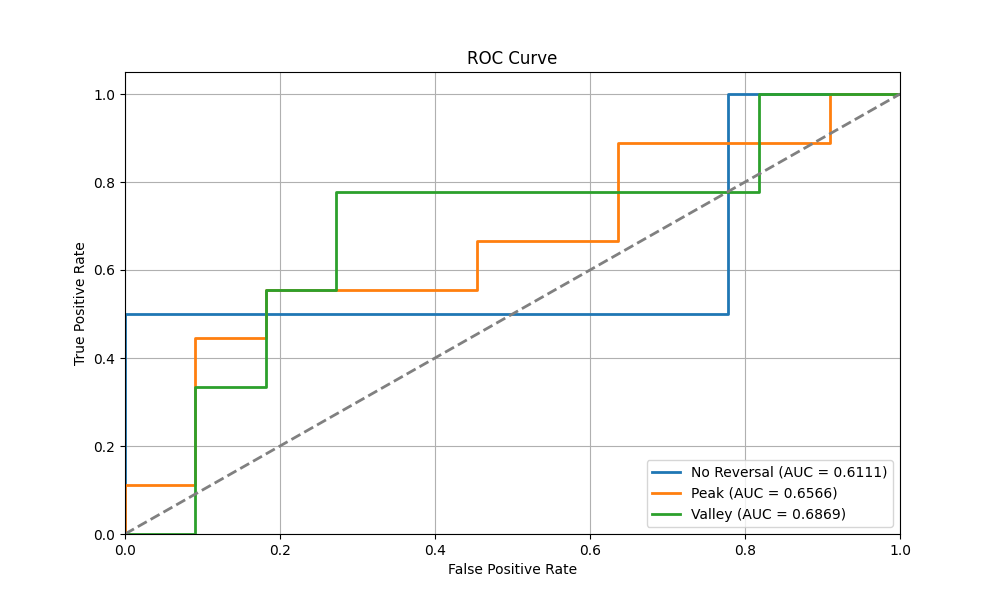 ROC Curve
True Positive Rate
1.0
0.8
0.6
0.4
0.2
0.0
No Reversal (AUC = 0.6111)
Peak (AUC = 0.6566)
Valley (AUC = 0.6869)
0.0 0.2 0.4 0.6 0.8 1.0
False Positive Rate